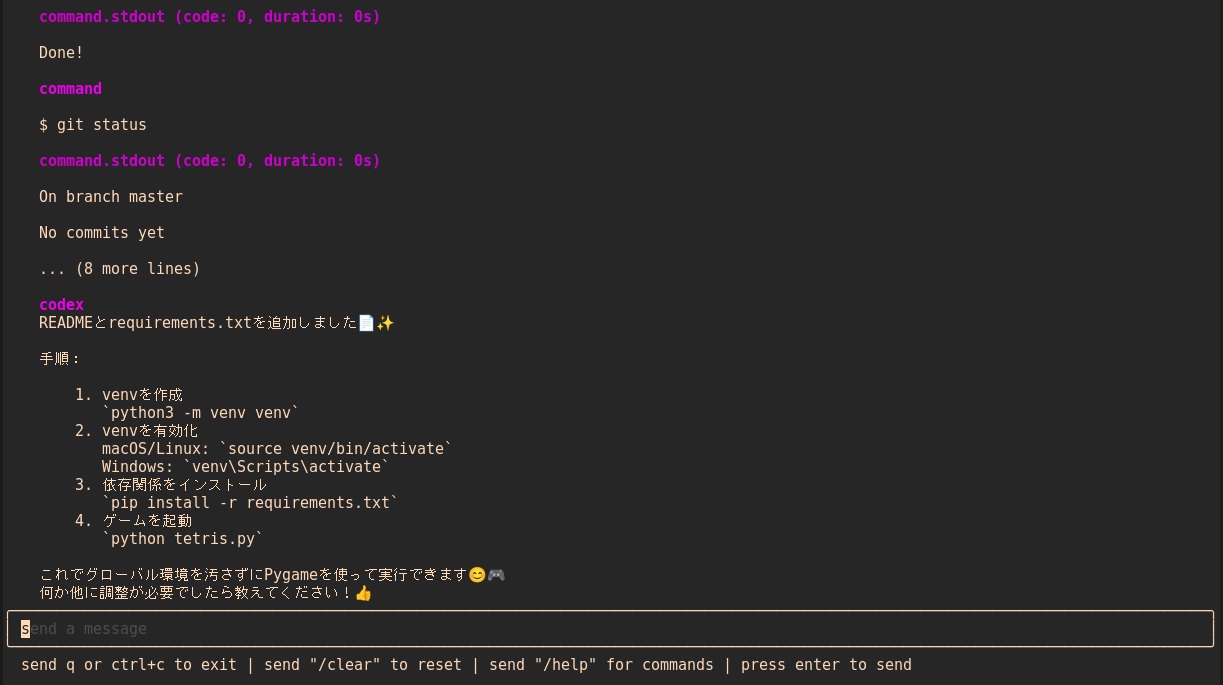 command.stdout (code: 0, duration: 0s)
Done!
command
$ git status
command.stdout (code: 0, duration: 0s)
On branch master
No commits yet
... (8 more lines)
codex
READMEとrequirements.txtを追加しました📄✨
手順：
1. venvを作成
`python3 -m venv venv`
2. venvを有効化
macOS/Linux: `source venv/bin/activate`
Windows: `venv\Scripts\activate`
3. 依存関係をインストール
`pip install -r requirements.txt`
4. ゲームを起動
`python tetris.py`
これでグローバル環境を汚さずにPygameを使って実行できます😊🎮
何か他に調整が必要でしたら教えてください！👍
send a message
send q or ctrl+c to exit | send "/clear" to reset | send "/help" for commands | press enter to send